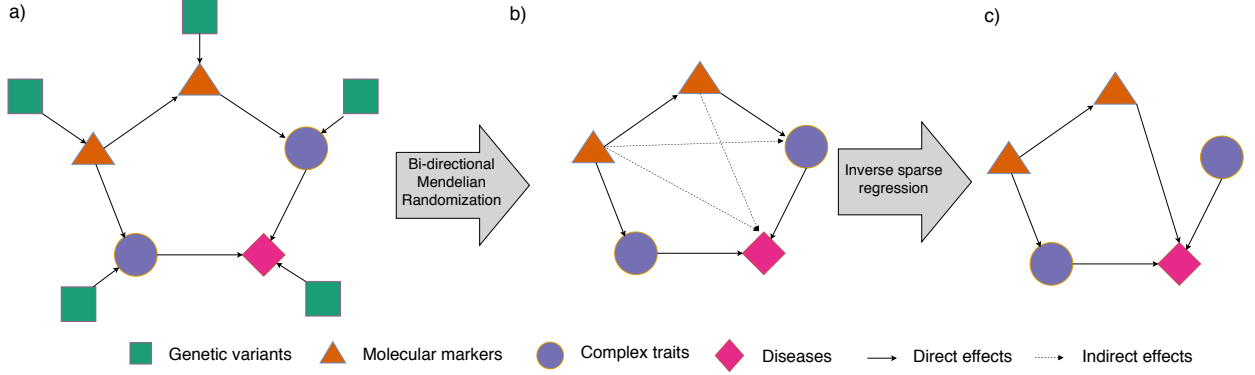 a)
b)
c)
Bi-directional
Mendelian
Randomization
Inverse sparse
regression
Genetic variants
Molecular markers
Complex traits
Diseases
Direct effects
Indirect effects